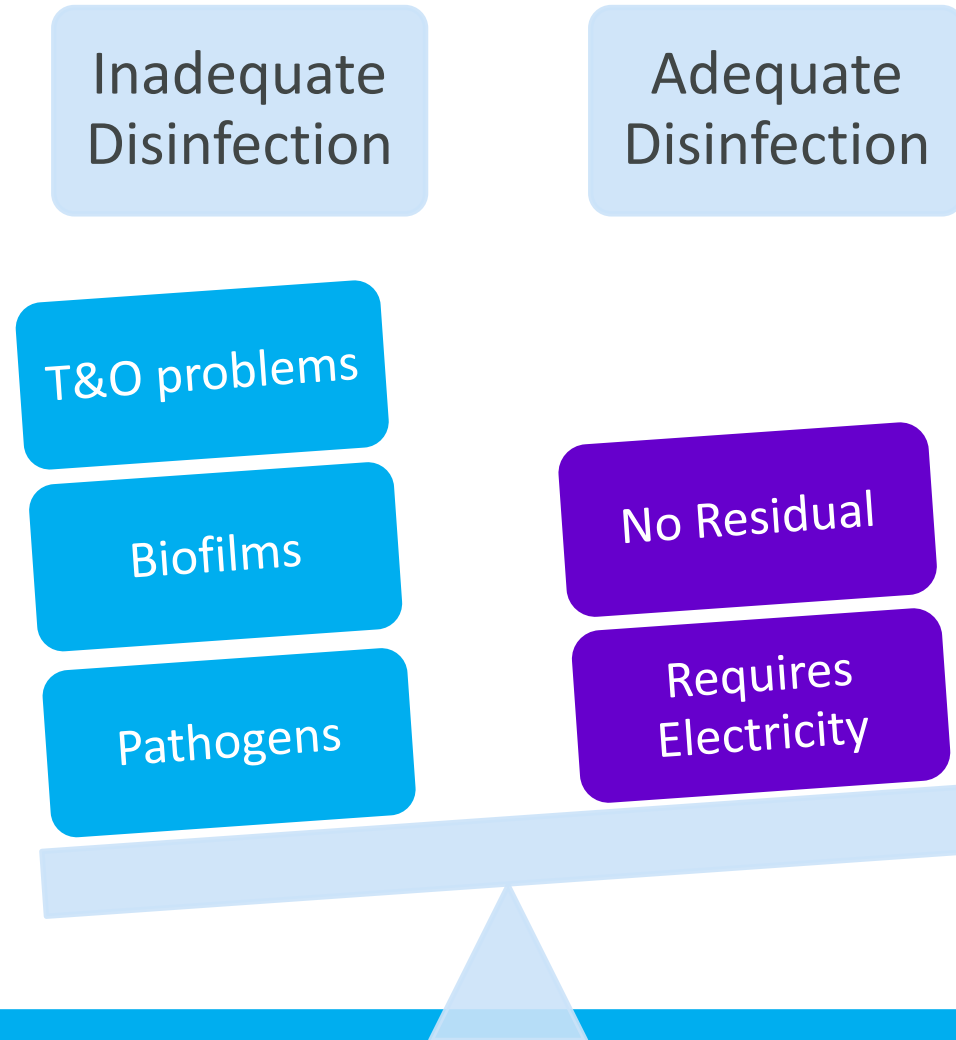 Inadequate
Disinfection
Adequate
Disinfection
T&O problems
Biofilms
Pathogens
No Residual
Requires
Electricity